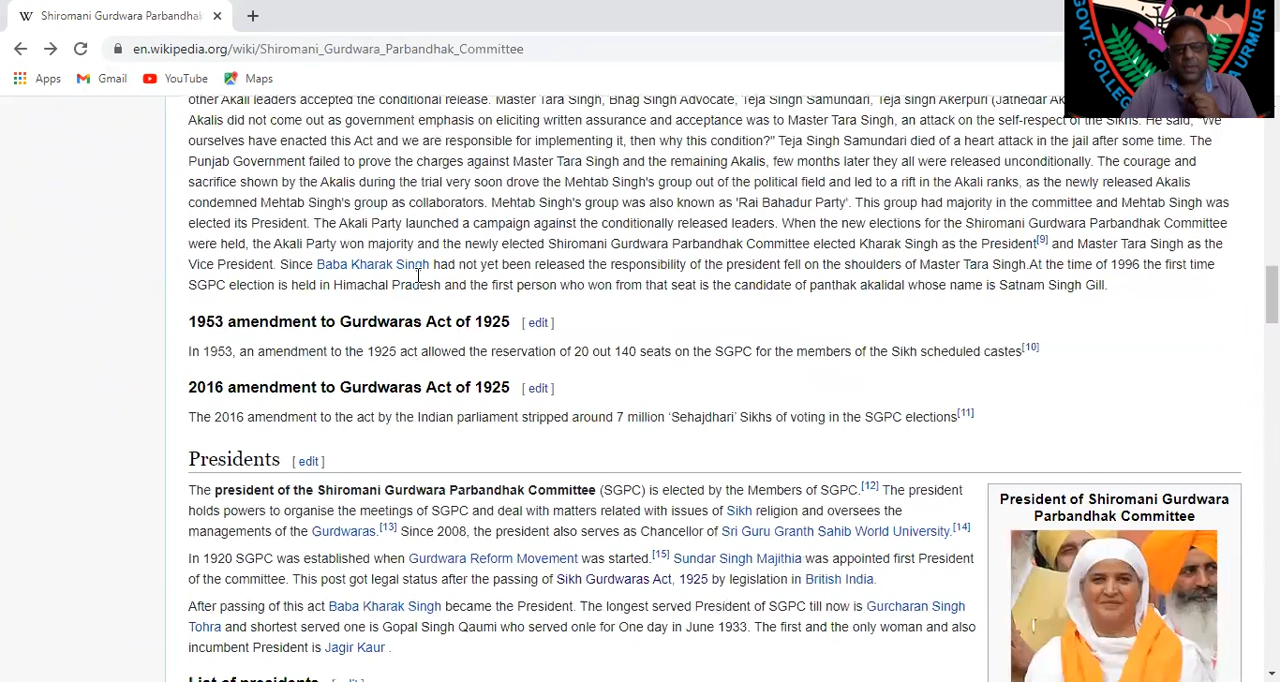 Shiromani Gurdwara Parbandhak
en.wikipedia.org/wiki/Shiromani_Gurdwara_Parbandhak_Committee
Apps Gmail YouTube Maps
GOVT. COLLEG
A URMUR
other Akali leaders accepted the conditional release. Master Tara Singh, Bhag Singh Advocate, Teja Singh Samundari, Teja singh Akerpuri (Jathedar Ak
Akalis did not come out as government emphasis on eliciting written assurance and acceptance was to Master Tara Singh, an attack on the self-respect of the Sikhs. He said, "We
ourselves have enacted this Act and we are responsible for implementing it, then why this condition?" Teja Singh Samundari died of a heart attack in the jail after some time. The
Punjab Government failed to prove the charges against Master Tara Singh and the remaining Akalis, few months later they all were released unconditionally. The courage and
sacrifice shown by the Akalis during the trial very soon drove the Mehtab Singh's group out of the political field and led to a rift in the Akali ranks, as the newly released Akalis
condemned Mehtab Singh's group as collaborators. Mehtab Singh's group was also known as 'Rai Bahadur Party'. This group had majority in the committee and Mehtab Singh was
elected its President. The Akali Party launched a campaign against the conditionally released leaders. When the new elections for the Shiromani Gurdwara Parbandhak Committee
were held, the Akali Party won majority and the newly elected Shiromani Gurdwara Parbandhak Committee elected Kharak Singh as the President[9] and Master Tara Singh as the
Vice President. Since Baba Kharak Singh had not yet been released the responsibility of the president fell on the shoulders of Master Tara Singh.At the time of 1996 the first time
SGPC election is held in Himachal Pradesh and the first person who won from that seat is the candidate of panthak akalidal whose name is Satnam Singh Gill.
1953 amendment to Gurdwaras Act of 1925 [ edit ]
In 1953, an amendment to the 1925 act allowed the reservation of 20 out 140 seats on the SGPC for the members of the Sikh scheduled castes[10]
2016 amendment to Gurdwaras Act of 1925 [ edit ]
The 2016 amendment to the act by the Indian parliament stripped around 7 million ‘Sehajdhari’ Sikhs of voting in the SGPC elections[11]
Presidents [ edit ]
The president of the Shiromani Gurdwara Parbandhak Committee (SGPC) is elected by the Members of SGPC.[12] The president
holds powers to organise the meetings of SGPC and deal with matters related with issues of Sikh religion and oversees the
managements of the Gurdwaras.[13] Since 2008, the president also serves as Chancellor of Sri Guru Granth Sahib World University.[14]
In 1920 SGPC was established when Gurdwara Reform Movement was started.[15] Sundar Singh Majithia was appointed first President
of the committee. This post got legal status after the passing of Sikh Gurdwaras Act, 1925 by legislation in British India.
After passing of this act Baba Kharak Singh became the President. The longest served President of SGPC till now is Gurcharan Singh
Tohra and shortest served one is Gopal Singh Qaumi who served onle for One day in June 1933. The first and the only woman and also
incumbent President is Jagir Kaur .
List of presidents [ edit ]
President of Shiromani Gurdwara
Parbandhak Committee